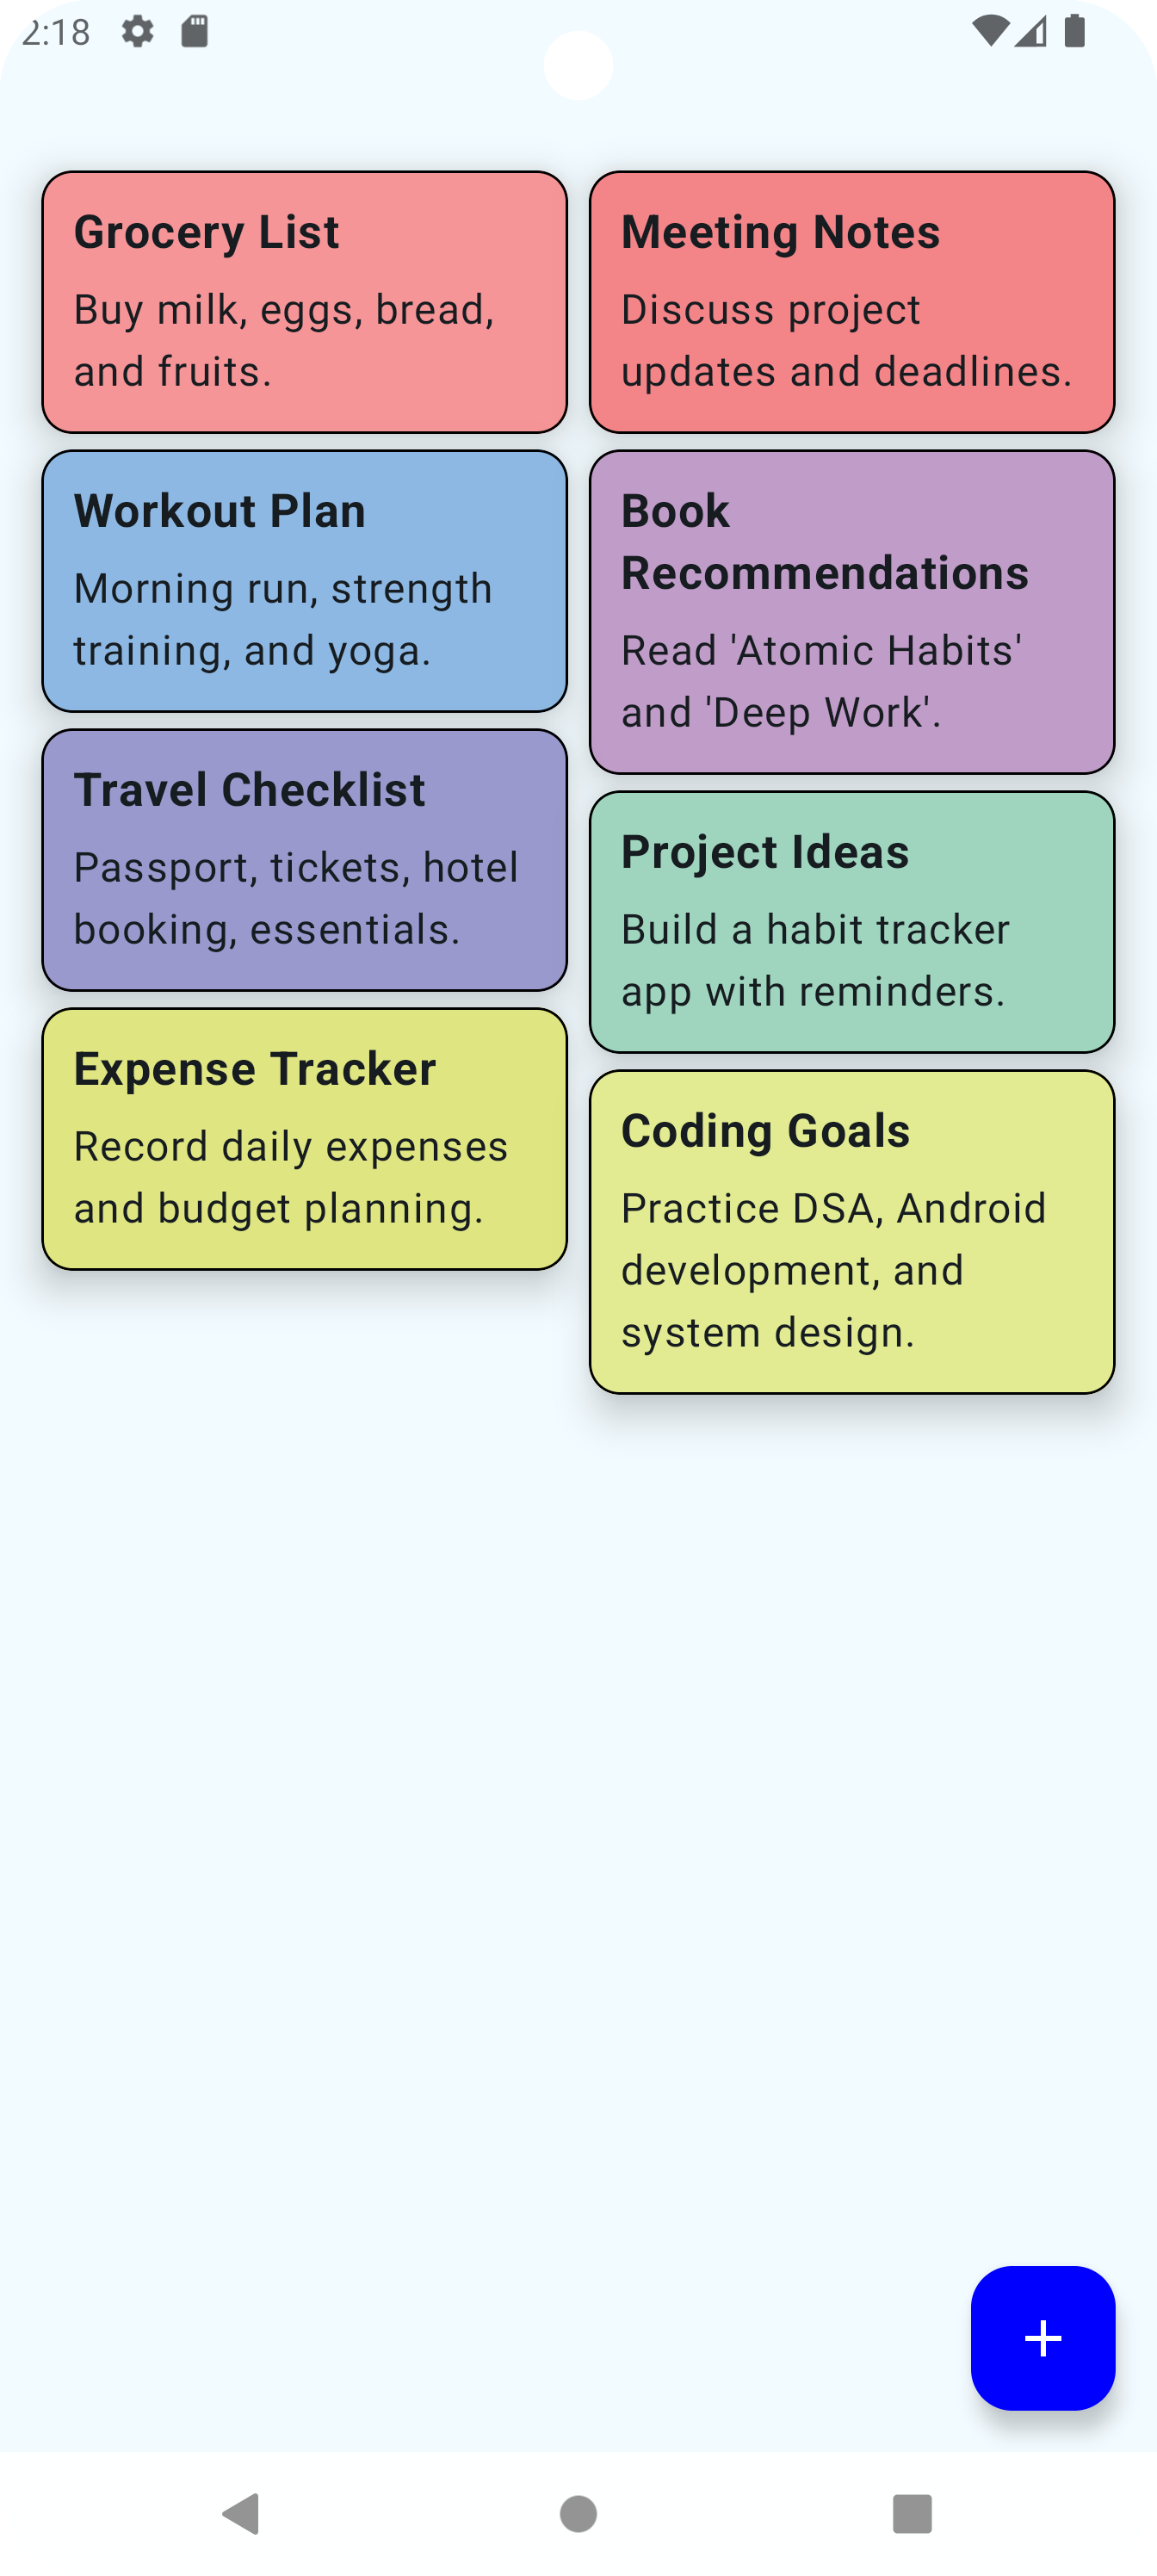 2:18
Grocery List
Buy milk, eggs, bread,
and fruits.
Meeting Notes
Discuss project
updates and deadlines.
Workout Plan
Morning run, strength
training, and yoga.
Book
Recommendations
Read 'Atomic Habits'
and 'Deep Work'.
Travel Checklist
Passport, tickets, hotel
booking, essentials.
Project Ideas
Build a habit tracker
app with reminders.
Expense Tracker
Record daily expenses
and budget planning.
Coding Goals
Practice DSA, Android
development, and
system design.